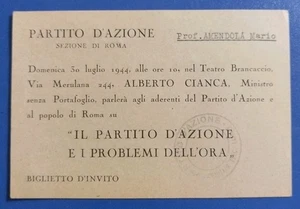 PARTITO D'AZIONE
SEZIONE DI ROMA
Prof. AMENDOLA Mario
Domenica 30 luglio 1944, alle ore 10, nel Teatro Brancaccio,
Via Merulana 244, ALBERTO CIANCA, Ministro
senza Portafoglio, parlerà agli aderenti del Partito d'Azione e
al popolo di Roma su
"IL PARTITO D'AZIONE
E I PROBLEMI DELL'ORA„
BIGLIETTO D'INVITO